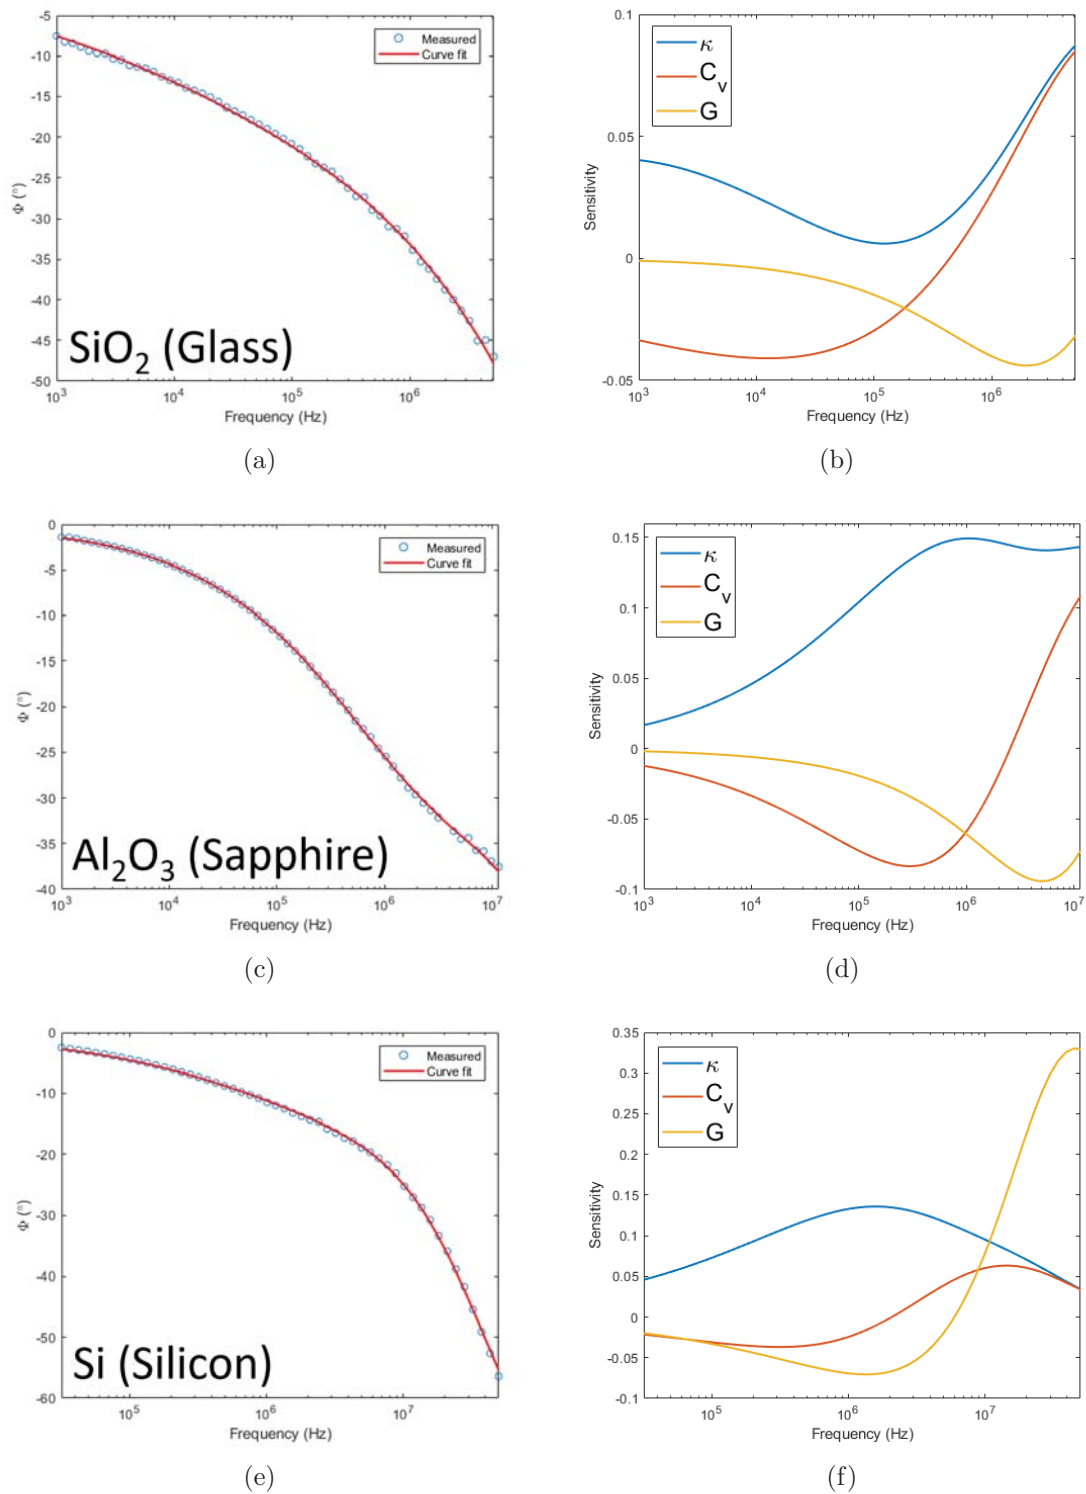 -5
-10
-15
-20
-25
-30
-35
-40
-45
-50
Φ (°)
Measured
Curve fit
SiO2 (Glass)
10^3 10^4 10^5 10^6
Frequency (Hz)
(a)
0.1
0.05
0
-0.05
Sensitivity
κ
Cv
G
10^3 10^4 10^5 10^6
Frequency (Hz)
(b)
0
-5
-10
-15
-20
-25
-30
-35
-40
Φ (°)
Measured
Curve fit
Al2O3 (Sapphire)
10^3 10^4 10^5 10^6 10^7
Frequency (Hz)
(c)
0.15
0.1
0.05
0
-0.05
-0.1
Sensitivity
κ
Cv
G
10^3 10^4 10^5 10^6 10^7
Frequency (Hz)
(d)
0
-10
-20
-30
-40
-50
-60
Φ (°)
Measured
Curve fit
Si (Silicon)
10^5 10^6 10^7
Frequency (Hz)
(e)
0.35
0.3
0.25
0.2
0.15
0.1
0.05
0
-0.05
-0.1
Sensitivity
κ
Cv
G
10^5 10^6 10^7
Frequency (Hz)
(f)